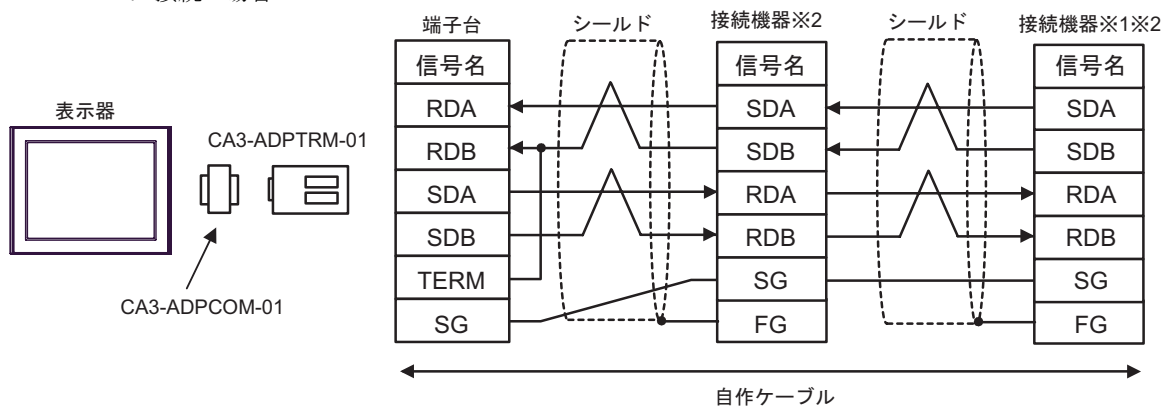 端子台
シールド
接続機器※2
シールド
接続機器※1※2
信号名
信号名
信号名
RDA
SDA
SDA
表示器
CA3-ADPTRM-01
RDB
SDB
SDB
SDA
RDA
RDA
SDB
RDB
RDB
TERM
SG
SG
CA3-ADPCOM-01
SG
FG
FG
自作ケーブル